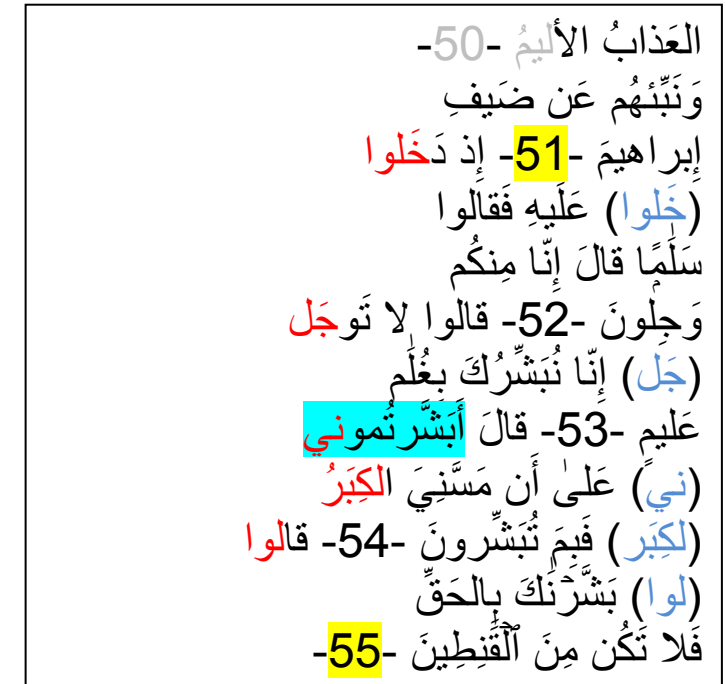 العَذابُ الأليمُ -50-
وَنَبِّئهُم عَن ضَيفِ
إِبراهيمَ -51- إِذ دَخَلوا
(خَلوا) عَلَيهِ فَقالوا
سَلَٰمًا قالَ إِنّا مِنكُم
وَجِلونَ -52- قالوا لا تَوجَل
(جَل) إِنّا نُبَشِّرُكَ بِغُلَٰمٍ
عَليمٍ -53- قالَ أَبَشَّرتُموني
(ني) عَلىٰ أَن مَسَّنِيَ الكِبَرُ
(لكِبَر) فَبِمَ تُبَشِّرونَ -54- قالوا
(لوا) بَشَّرنَٰكَ بِالحَقِّ
فَلا تَكُن مِنَ ٱلقَٰنِطِينَ -55-